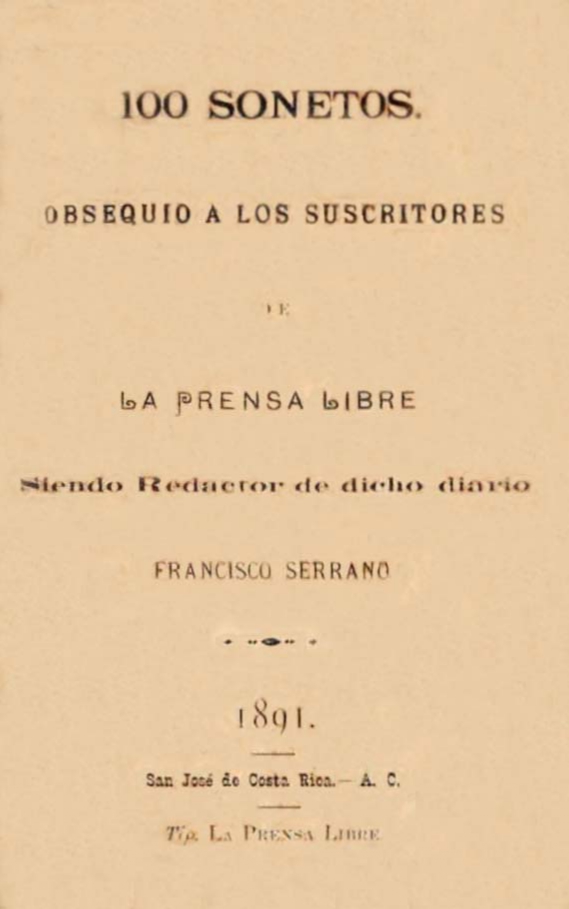 100 SONETOS.
OBSEQUIO A LOS SUSCRITORES
DE
LA PRENSA LIBRE
Siendo Redactor de dicho diario
FRANCISCO SERRANO
1891.
San José de Costa Rica.— A. C.
Tip. La Prensa Libre